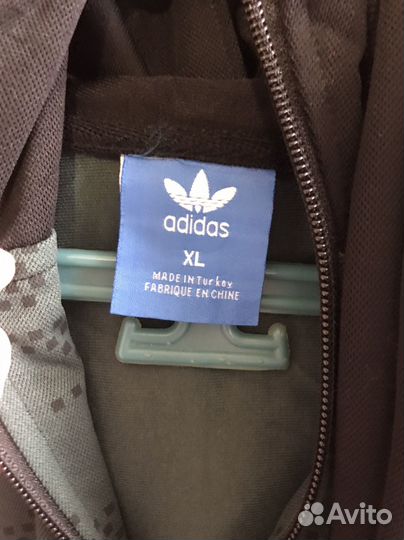 adidas
XL
MADE IN Turkey
FABRIQUE EN CHINE
Avito